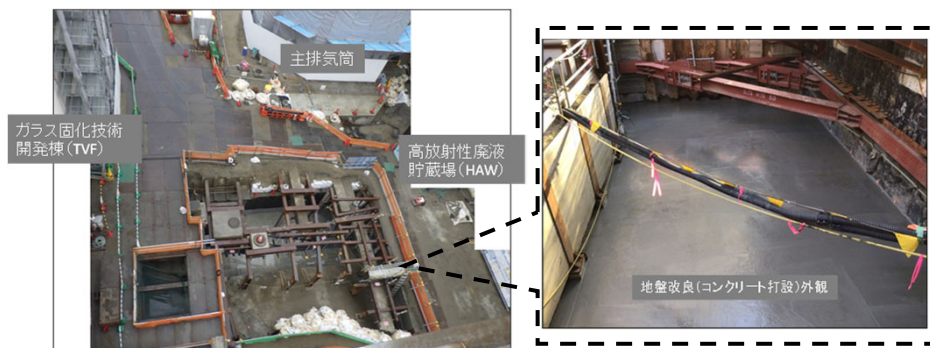 主排気筒
ガラス固化技術
開発棟(TVF)
高放射性廃液
貯蔵場(HAW)
地盤改良(コンクリート打設)外観